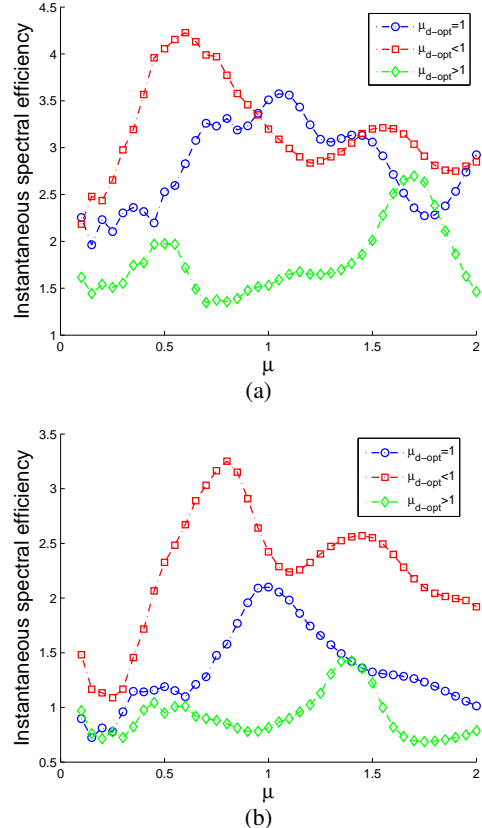 4.5
4
3.5
3
2.5
2
1.5
1
0
0.5
1
1.5
2
Instantaneous spectral efficiency
μ
μd-opt=1
μd-opt<1
μd-opt>1
(a)
3.5
3
2.5
2
1.5
1
0.5
0
0.5
1
1.5
2
Instantaneous spectral efficiency
μ
μd-opt=1
μd-opt<1
μd-opt>1
(b)